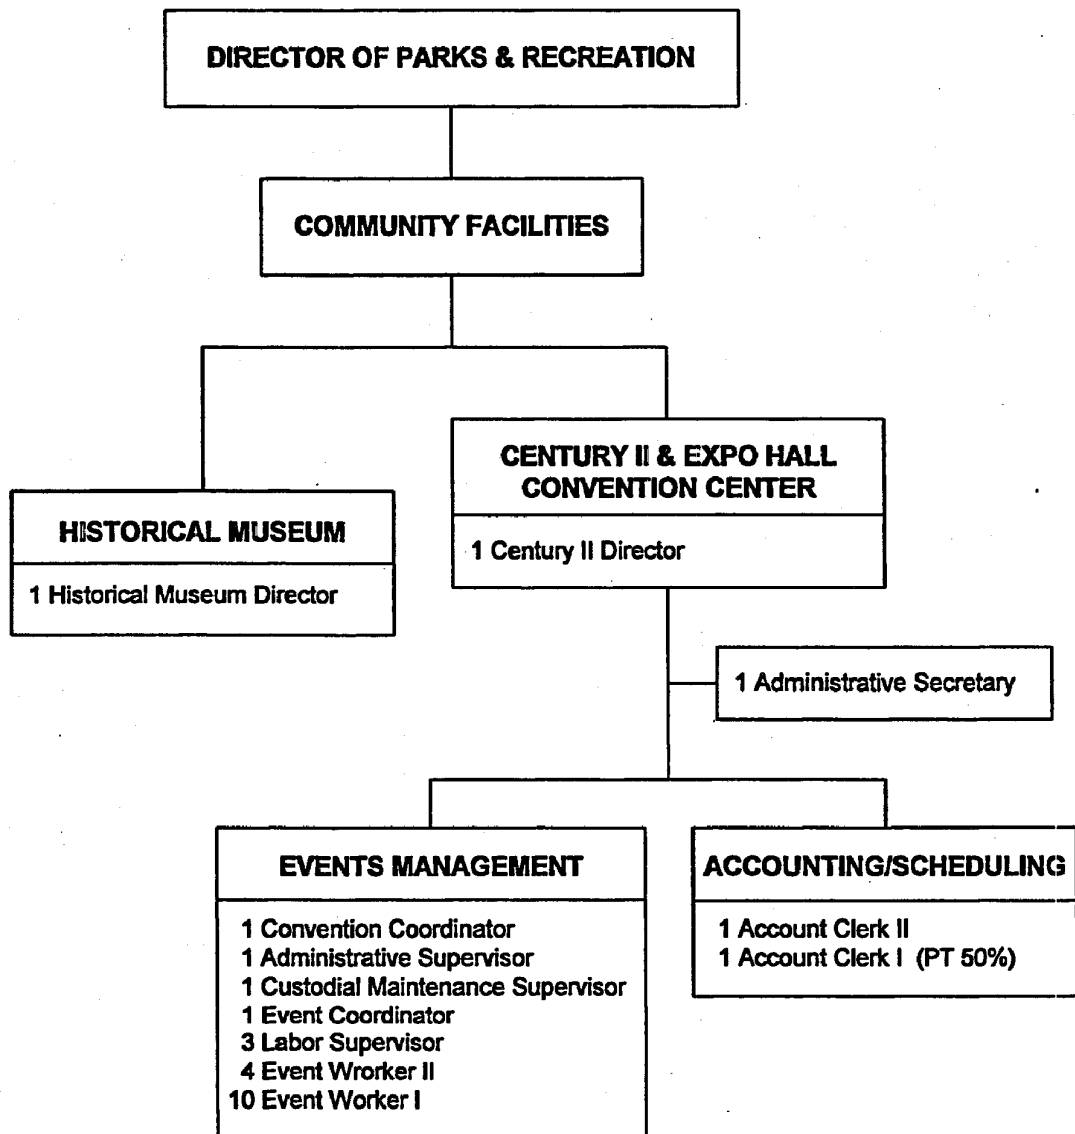 DIRECTOR OF PARKS & RECREATION
COMMUNITY FACILITIES
CENTURY II & EXPO HALL
CONVENTION CENTER
1 Century II Director
HISTORICAL MUSEUM
1 Historical Museum Director
1 Administrative Secretary
EVENTS MANAGEMENT
1 Convention Coordinator
1 Administrative Supervisor
1 Custodial Maintenance Supervisor
1 Event Coordinator
3 Labor Supervisor
4 Event Wrorker II
10 Event Worker I
ACCOUNTING/SCHEDULING
1 Account Clerk II
1 Account Clerk I (PT 50%)